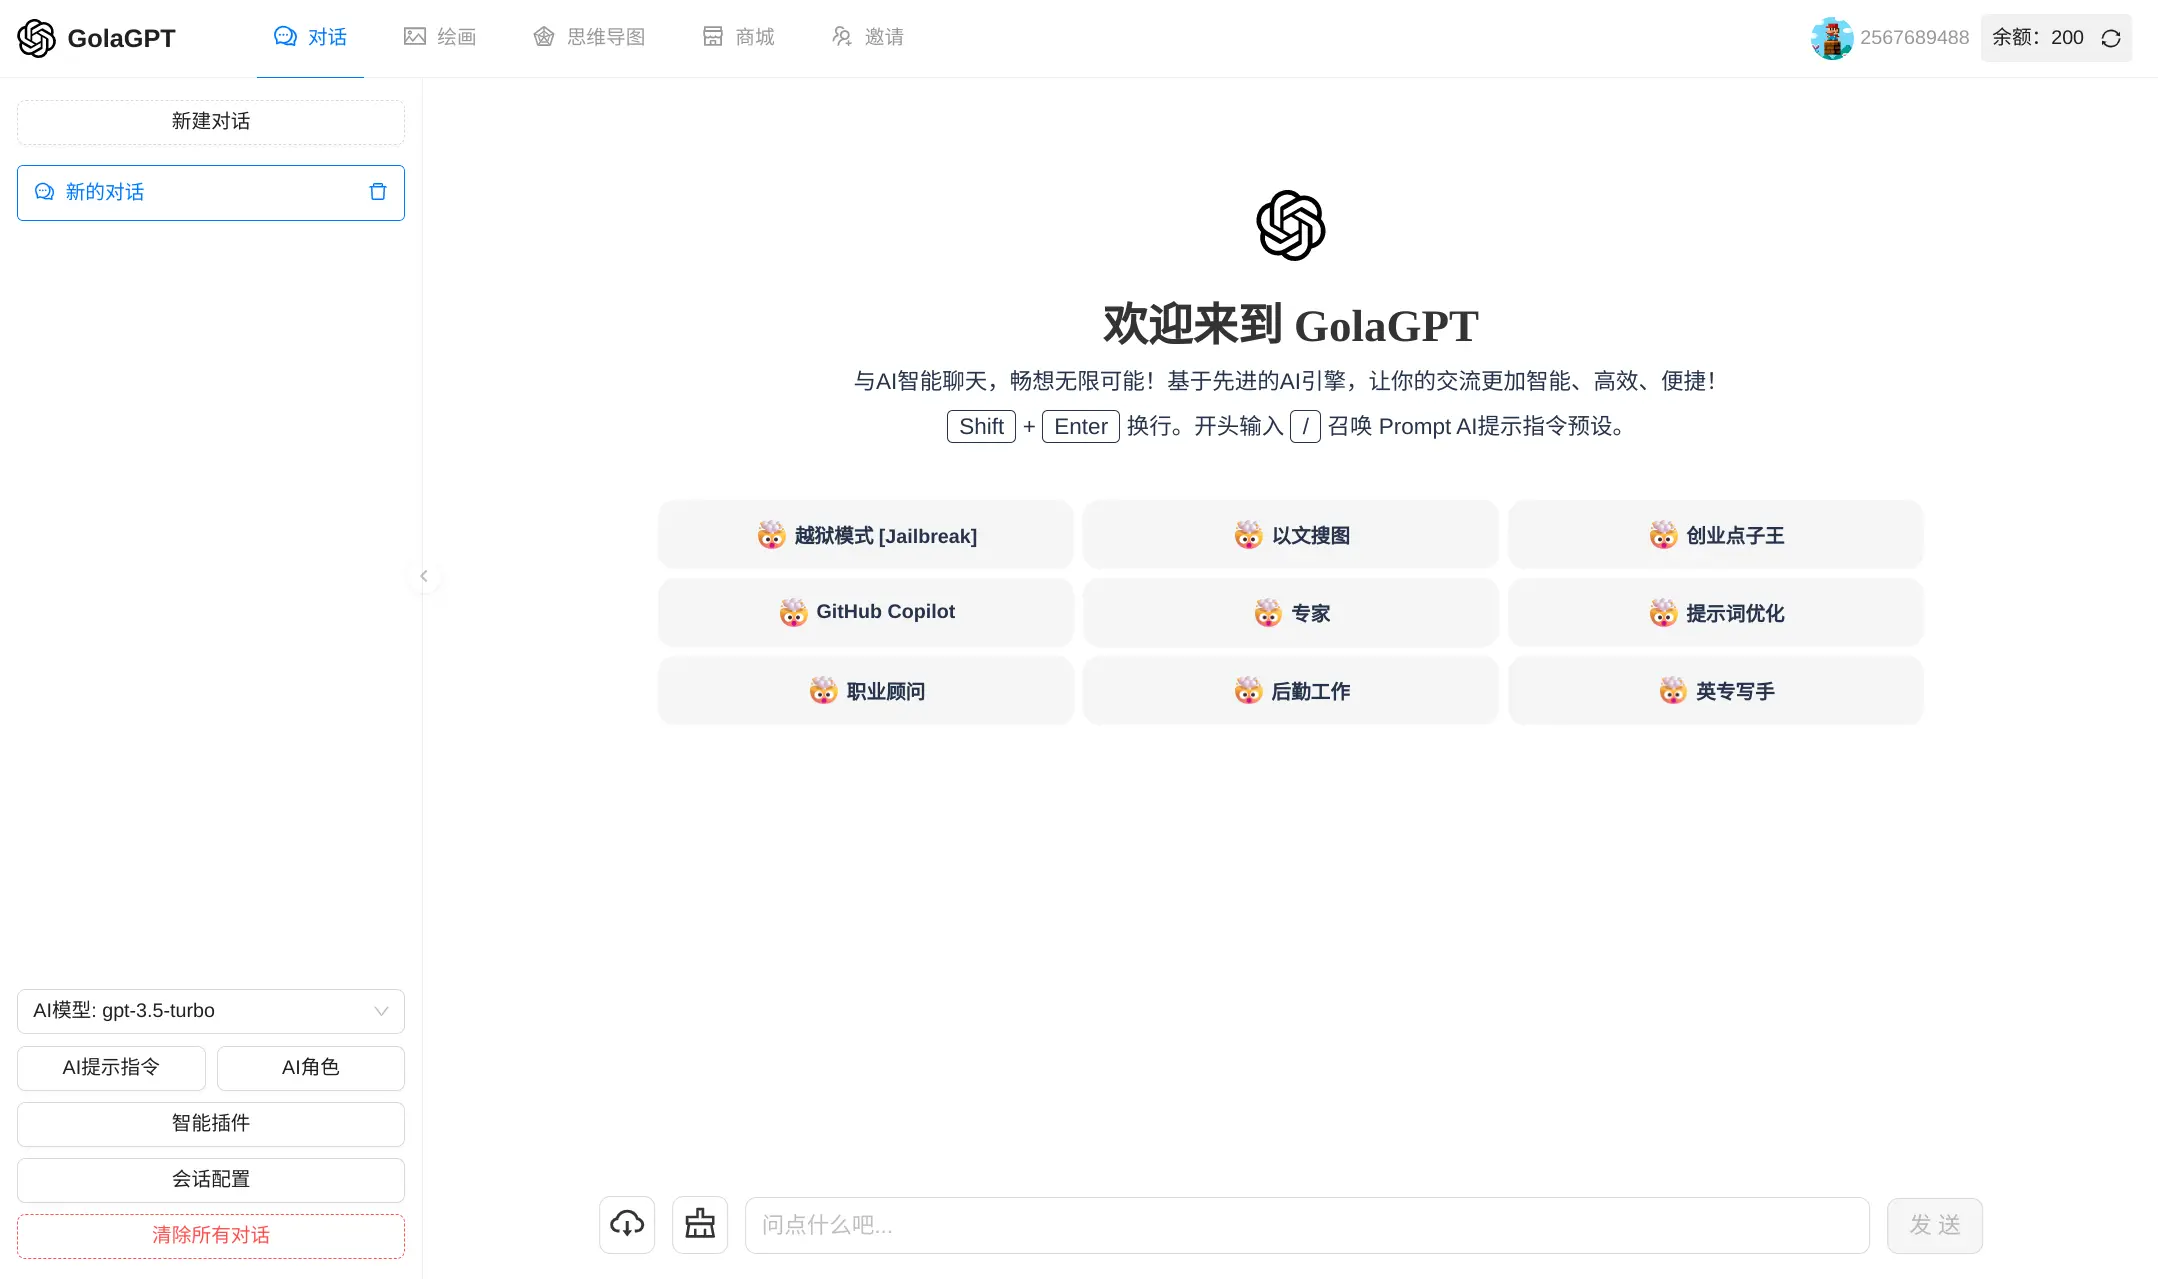 GolaGPT
对话
绘画
思维导图
商城
邀请
2567689488
余额：200
新建对话
新的对话
欢迎来到 GolaGPT
与AI智能聊天，畅想无限可能！基于先进的AI引擎，让你的交流更加智能、高效、便捷！
Shift + Enter 换行。开头输入 / 召唤 Prompt AI提示指令预设。
越狱模式 [Jailbreak]
以文搜图
创业点子王
GitHub Copilot
专家
提示词优化
职业顾问
后勤工作
英专写手
AI模型: gpt-3.5-turbo
AI提示指令
AI角色
智能插件
会话配置
清除所有对话
问点什么吧...
发 送